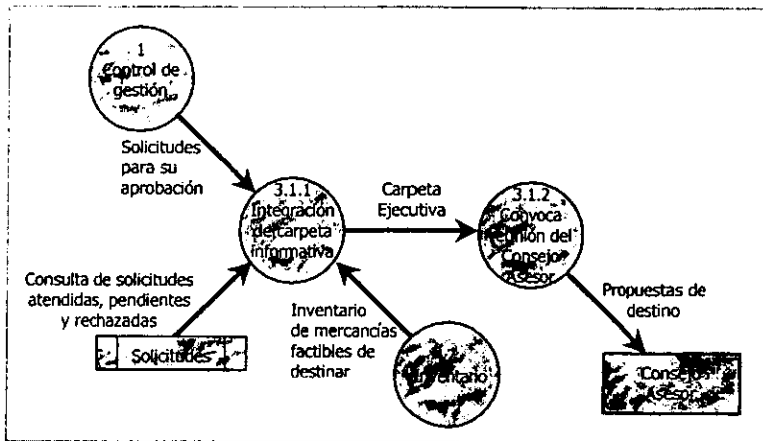 1
Control de
gestión
Solicitudes
para su
aprobación
3.1.1
Integración
de carpeta
informativa
Carpeta
Ejecutiva
3.1.2
Convoca
reunión del
Consejo
Asesor
Consulta de solicitudes
atendidas, pendientes
y rechazadas
Solicitudes
Inventario
de mercancías
factibles de
destinar
Inventario
Propuestas de
destino
Consejo
Asesor